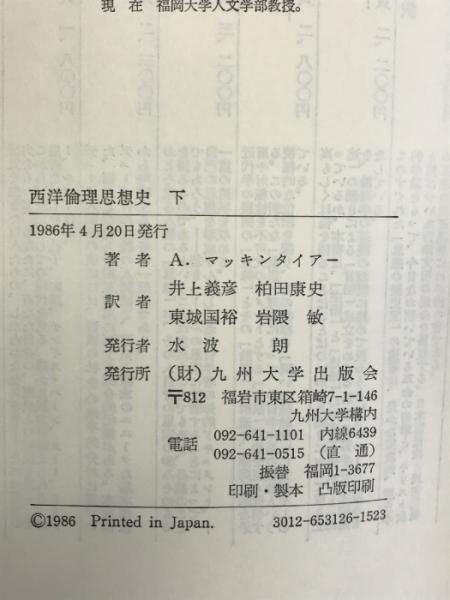 現 在 福岡大学人文学部教授。
西洋倫理思想史 下
1986年4月20日発行
著 者 A. マッキンタイアー
訳 者 井上義彦 柏田康史
東城国裕 岩隈 敏
発行者 水 波 朗
発行所 (財) 九州大学出版会
〒812 福岩市東区箱崎7-1-146
九州大学構内
電話 092-641-1101 内線6439
092-641-0515 (直 通)
振替 福岡1-3677
印刷・製本 凸版印刷
©1986 Printed in Japan. 3012-653126-1523